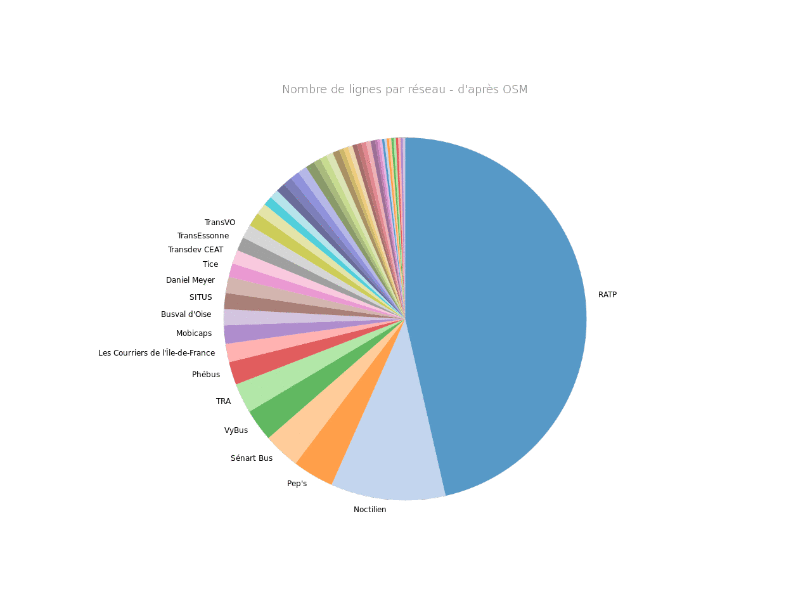 Nombre de lignes par réseau - d'après OSM
TransVO
TransEssonne
Transdev CEAT
Tice
Daniel Meyer
SITUS
Busval d'Oise
Mobicaps
Les Courriers de l'Île-de-France
Phébus
TRA
VyBus
Sénart Bus
Pep's
Noctilien
RATP